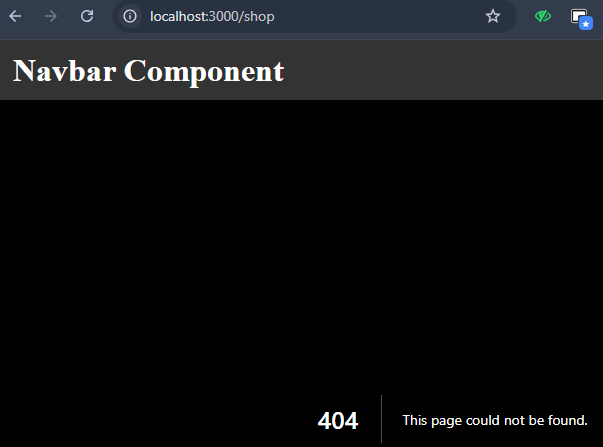 localhost:3000/shop
Navbar Component
404
This page could not be found.